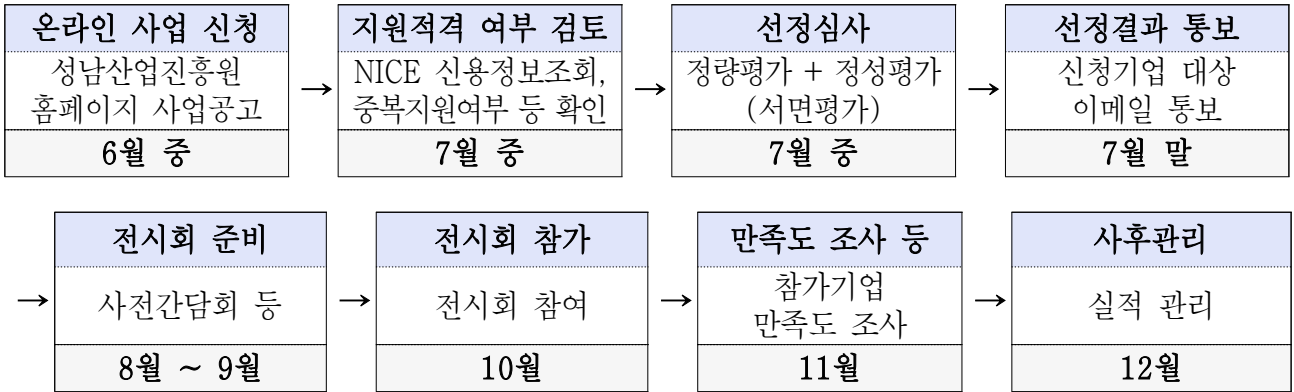 온라인 사업 신청
성남산업진흥원
홈페이지 사업공고
6월 중
→
지원적격 여부 검토
NICE 신용정보조회,
중복지원여부 등 확인
7월 중
→
선정심사
정량평가 + 정성평가
(서면평가)
7월 중
→
선정결과 통보
신청기업 대상
이메일 통보
7월 말
→
전시회 준비
사전간담회 등
8월 ~ 9월
→
전시회 참가
전시회 참여
10월
→
만족도 조사 등
참가기업
만족도 조사
11월
→
사후관리
실적 관리
12월